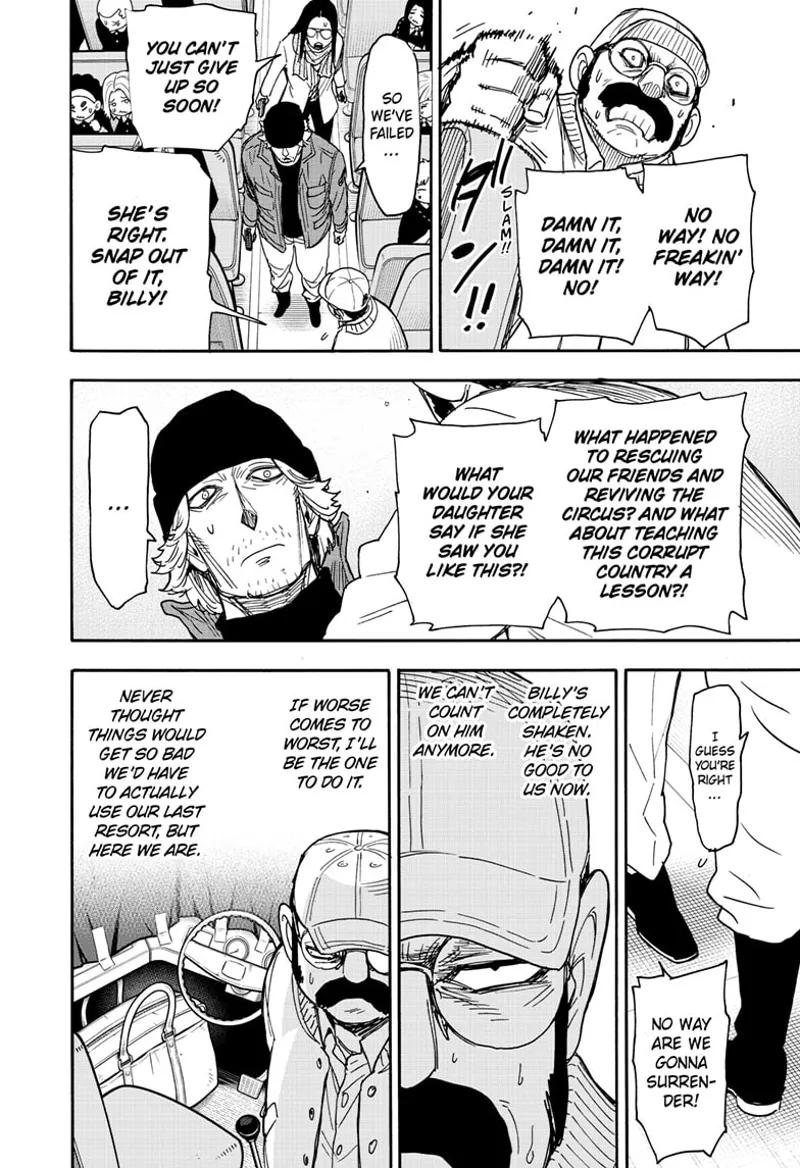 NO
WAY! NO
FREAKIN'
WAY!
DAMN IT,
DAMN IT,
DAMN IT!
NO!
SLAM!!
バンッ!!
SO
WE'VE
FAILED
...
YOU CAN'T
JUST GIVE
UP SO
SOON!
SHE'S
RIGHT.
SNAP OUT
OF IT,
BILLY!
WHAT HAPPENED
TO RESCUING
OUR FRIENDS AND
REVIVING THE
CIRCUS? AND WHAT
ABOUT TEACHING
THIS CORRUPT
COUNTRY A
LESSON?!
WHAT
WOULD YOUR
DAUGHTER
SAY IF SHE
SAW YOU
LIKE THIS?!
...
I
GUESS
YOU'RE
RIGHT
...
NO WAY
ARE WE
GONNA
SURREN-
DER!
BILLY'S
COMPLETELY
SHAKEN.
HE'S NO
GOOD TO
US NOW.
WE CAN'T
COUNT
ON HIM
ANYMORE.
IF WORSE
COMES TO
WORST, I'LL
BE THE ONE
TO DO IT.
NEVER
THOUGHT
THINGS WOULD
GET SO BAD
WE'D HAVE
TO ACTUALLY
USE OUR LAST
RESORT, BUT
HERE WE ARE.